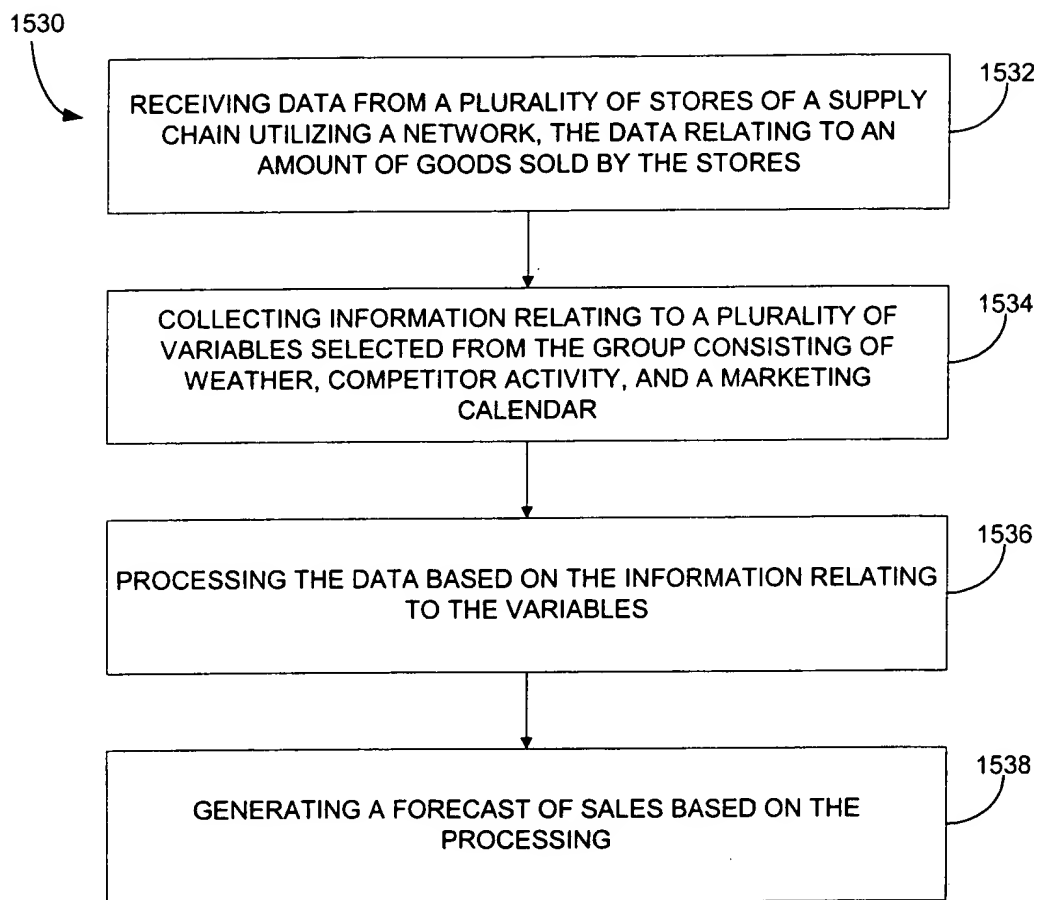 1530
1532
RECEIVING DATA FROM A PLURALITY OF STORES OF A SUPPLY
CHAIN UTILIZING A NETWORK, THE DATA RELATING TO AN
AMOUNT OF GOODS SOLD BY THE STORES
1534
COLLECTING INFORMATION RELATING TO A PLURALITY OF
VARIABLES SELECTED FROM THE GROUP CONSISTING OF
WEATHER, COMPETITOR ACTIVITY, AND A MARKETING
CALENDAR
1536
PROCESSING THE DATA BASED ON THE INFORMATION RELATING
TO THE VARIABLES
1538
GENERATING A FORECAST OF SALES BASED ON THE
PROCESSING